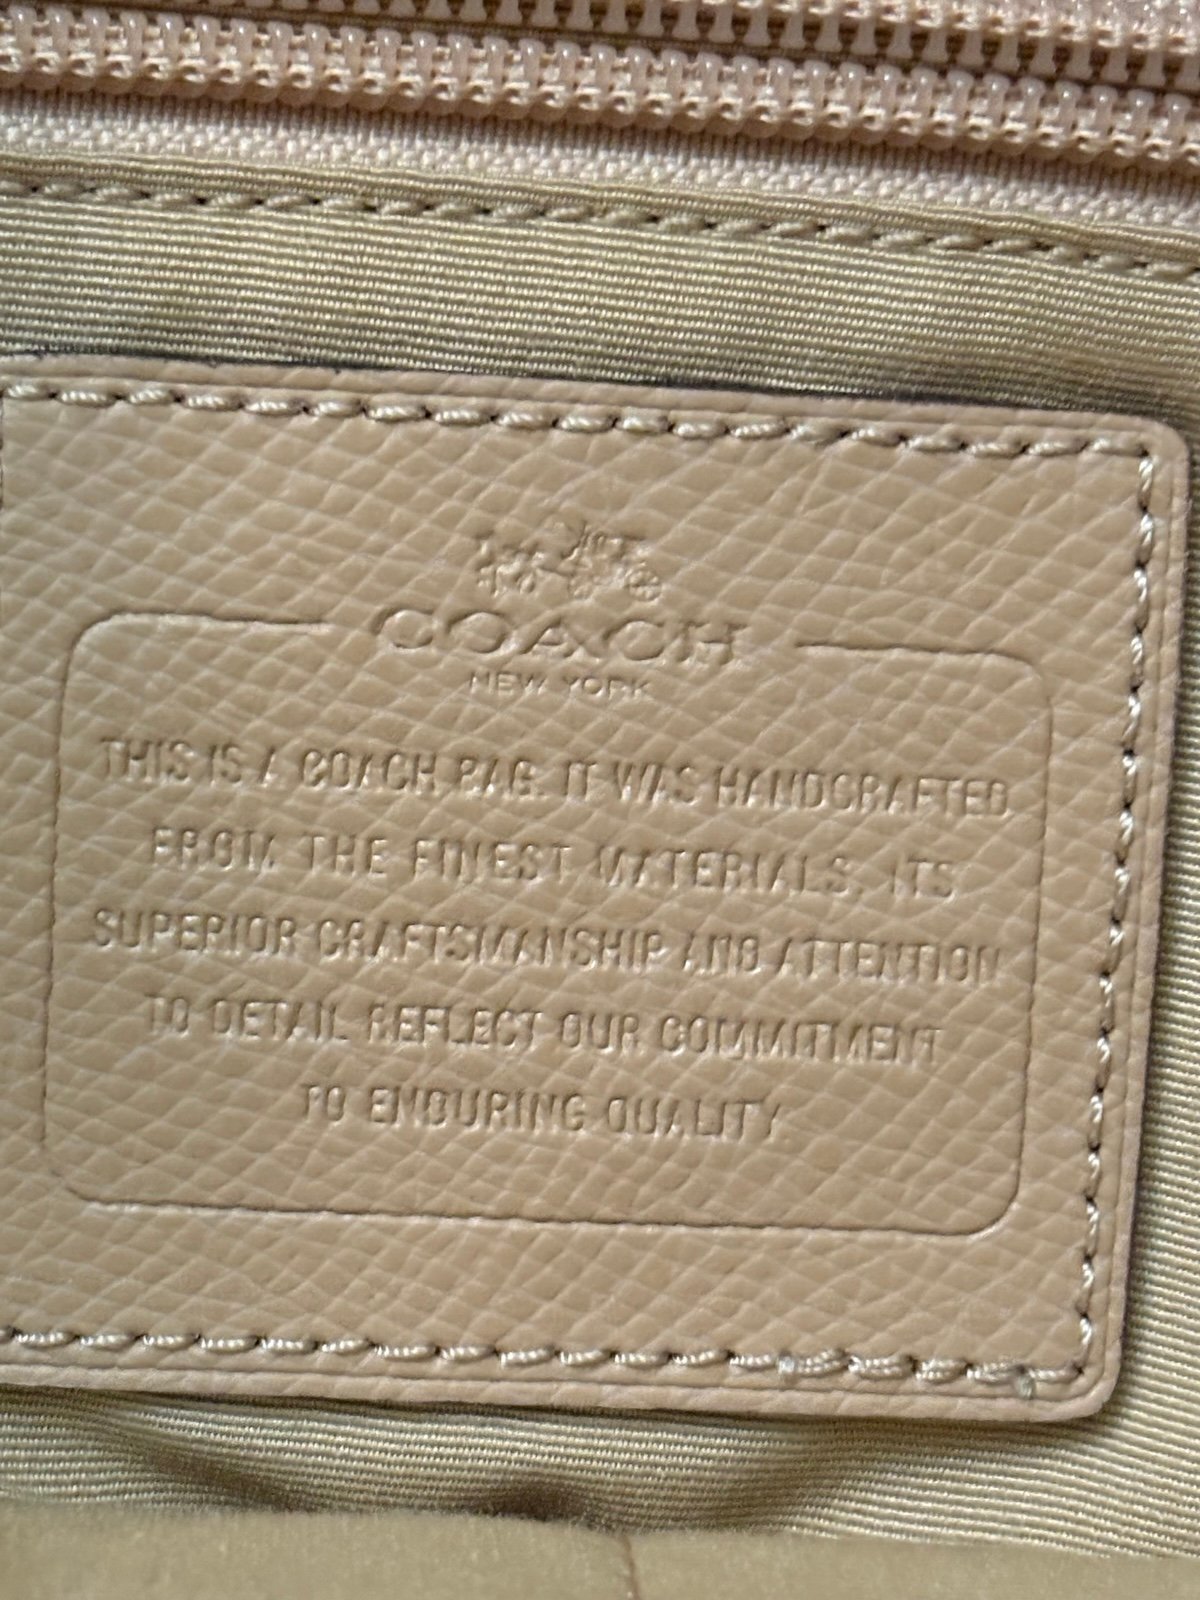 COACH
NEW YORK
THIS IS A COACH BAG. IT WAS HANDCRAFTED
FROM THE FINEST MATERIALS. ITS
SUPERIOR CRAFTSMANSHIP AND ATTENTION
TO DETAIL REFLECT OUR COMMITMENT
TO ENDURING QUALITY.